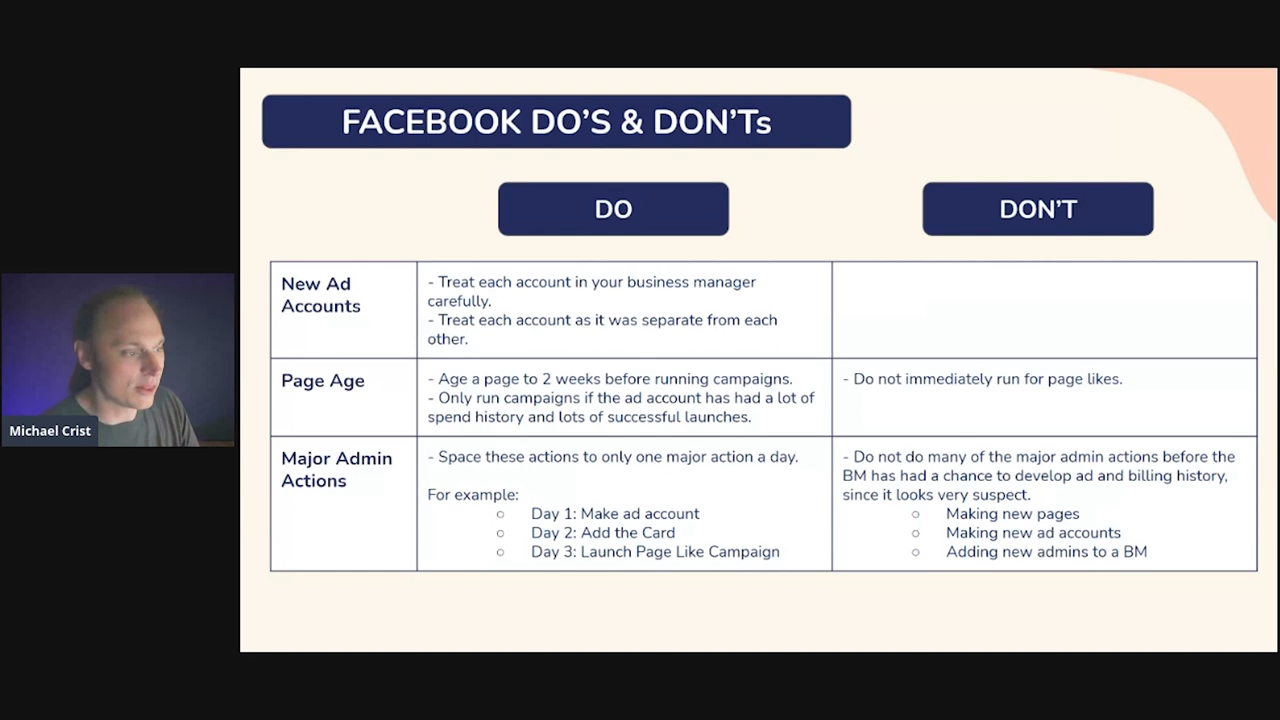 FACEBOOK DO'S & DON'Ts
DO
DON'T
New Ad
Accounts
- Treat each account in your business manager
carefully.
- Treat each account as it was separate from each
other.
Page Age
- Age a page to 2 weeks before running campaigns.
- Only run campaigns if the ad account has had a lot of
spend history and lots of successful launches.
- Do not immediately run for page likes.
Major Admin
Actions
- Space these actions to only one major action a day.
For example:
○ Day 1: Make ad account
○ Day 2: Add the Card
○ Day 3: Launch Page Like Campaign
- Do not do many of the major admin actions before the
BM has had a chance to develop ad and billing history,
since it looks very suspect.
○ Making new pages
○ Making new ad accounts
○ Adding new admins to a BM
Michael Crist